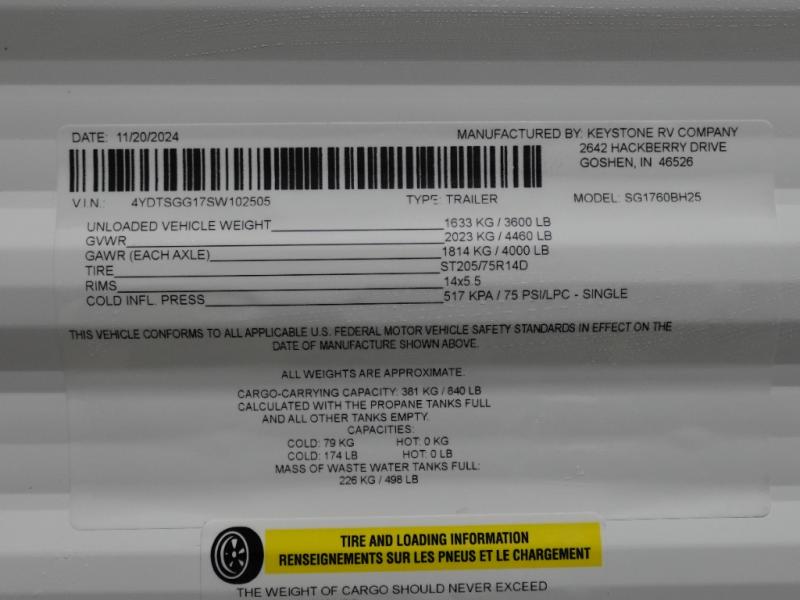 DATE: 11/20/2024
MANUFACTURED BY: KEYSTONE RV COMPANY
2642 HACKBERRY DRIVE
GOSHEN, IN 46526
V.I.N.: 4YDTSGG17SW102505 TYPE: TRAILER MODEL: SG1760BH25
UNLOADED VEHICLE WEIGHT 1633 KG / 3600 LB
GVWR 2023 KG / 4460 LB
GAWR (EACH AXLE) 1814 KG / 4000 LB
TIRE ST205/75R14D
RIMS 14x5.5
COLD INFL. PRESS 517 KPA / 75 PSI/LPC - SINGLE
THIS VEHICLE CONFORMS TO ALL APPLICABLE U.S. FEDERAL MOTOR VEHICLE SAFETY STANDARDS IN EFFECT ON THE
DATE OF MANUFACTURE SHOWN ABOVE.
ALL WEIGHTS ARE APPROXIMATE.
CARGO-CARRYING CAPACITY: 381 KG / 840 LB
CALCULATED WITH THE PROPANE TANKS FULL
AND ALL OTHER TANKS EMPTY.
CAPACITIES:
COLD: 79 KG HOT: 0 KG
COLD: 174 LB HOT: 0 LB
MASS OF WASTE WATER TANKS FULL:
226 KG / 498 LB
TIRE AND LOADING INFORMATION
RENSEIGNEMENTS SUR LES PNEUS ET LE CHARGEMENT
THE WEIGHT OF CARGO SHOULD NEVER EXCEED